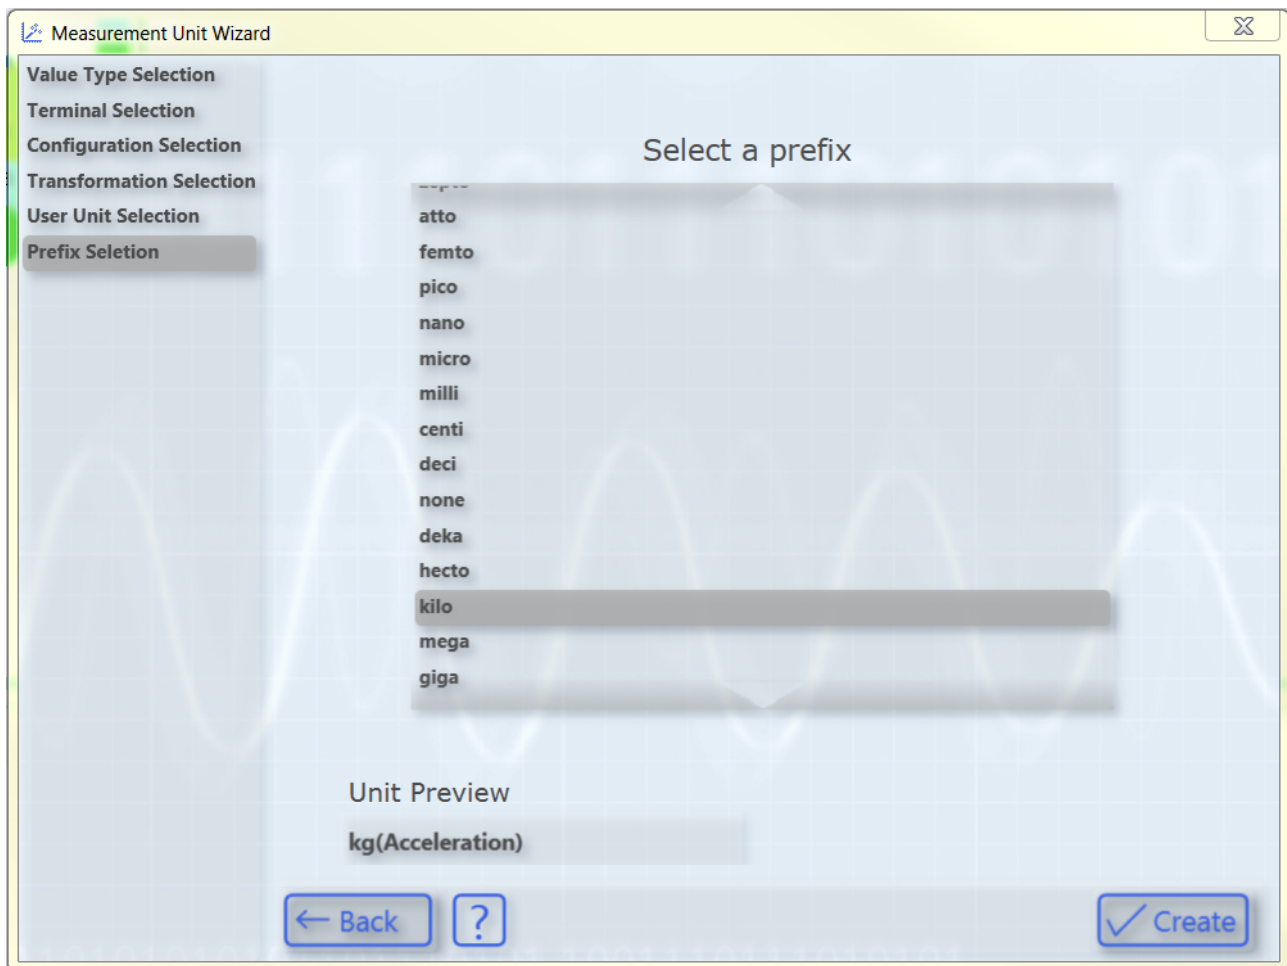 Measurement Unit Wizard
Value Type Selection
Terminal Selection
Configuration Selection
Transformation Selection
User Unit Selection
Prefix Seletion
Select a prefix
atto
femto
pico
nano
micro
milli
centi
deci
none
deka
hecto
kilo
mega
giga
Unit Preview
kg(Acceleration)
← Back
?
Create